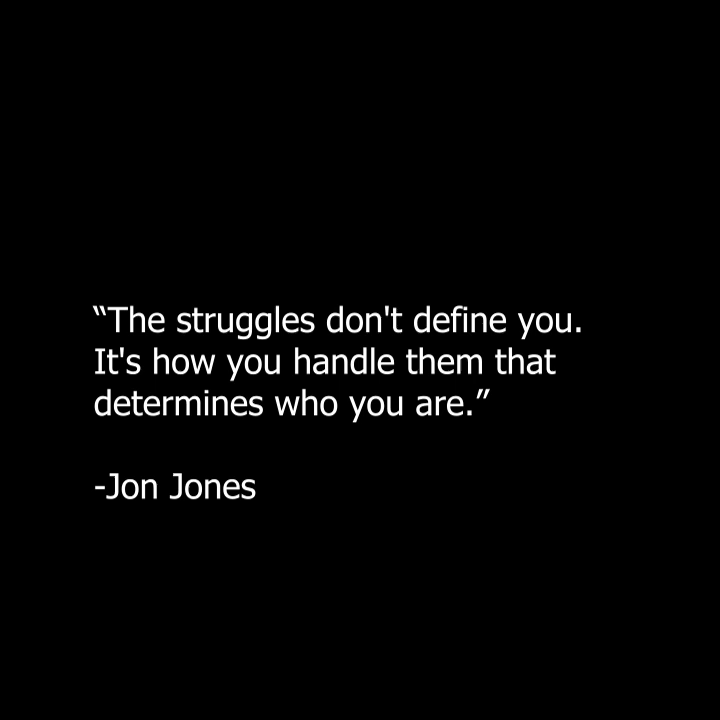 “The struggles don't define you.
It's how you handle them that
determines who you are.”
-Jon Jones